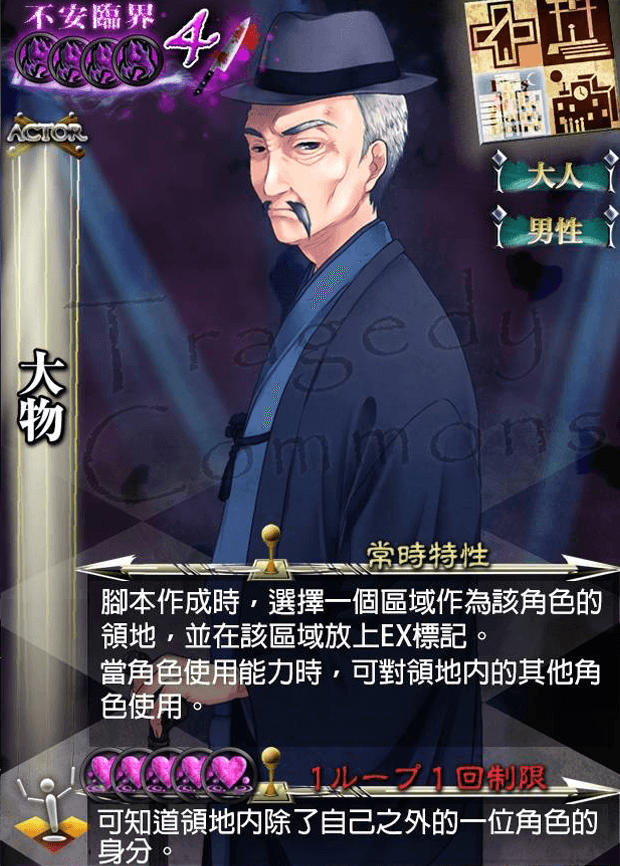 不安臨界 4
ACTOR
大人
男性
大物
Tragedy
Commons
常時特性
腳本作成時，選擇一個區域作為該角色的
領地，並在該區域放上EX標記。
當角色使用能力時，可對領地内的其他角
色使用。
1ループ1回制限
可知道領地内除了自己之外的一位角色的
身分。